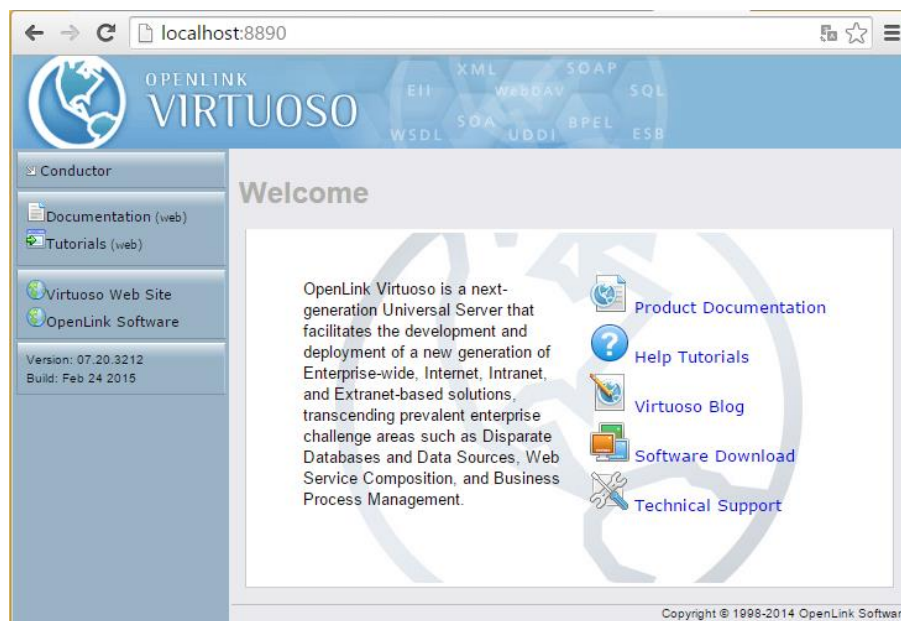 localhost:8890
OPENLINK
VIRTUOSO
XML SOAP
EII WebDAV SQL
SOA BPEL
WSDL UDDI ESB
Conductor
Documentation (web)
Tutorials (web)
Virtuoso Web Site
OpenLink Software
Version: 07.20.3212
Build: Feb 24 2015
Welcome
OpenLink Virtuoso is a next-
generation Universal Server that
facilitates the development and
deployment of a new generation of
Enterprise-wide, Internet, Intranet,
and Extranet-based solutions,
transcending prevalent enterprise
challenge areas such as Disparate
Databases and Data Sources, Web
Service Composition, and Business
Process Management.
Product Documentation
Help Tutorials
Virtuoso Blog
Software Download
Technical Support
Copyright © 1998-2014 OpenLink Softwar